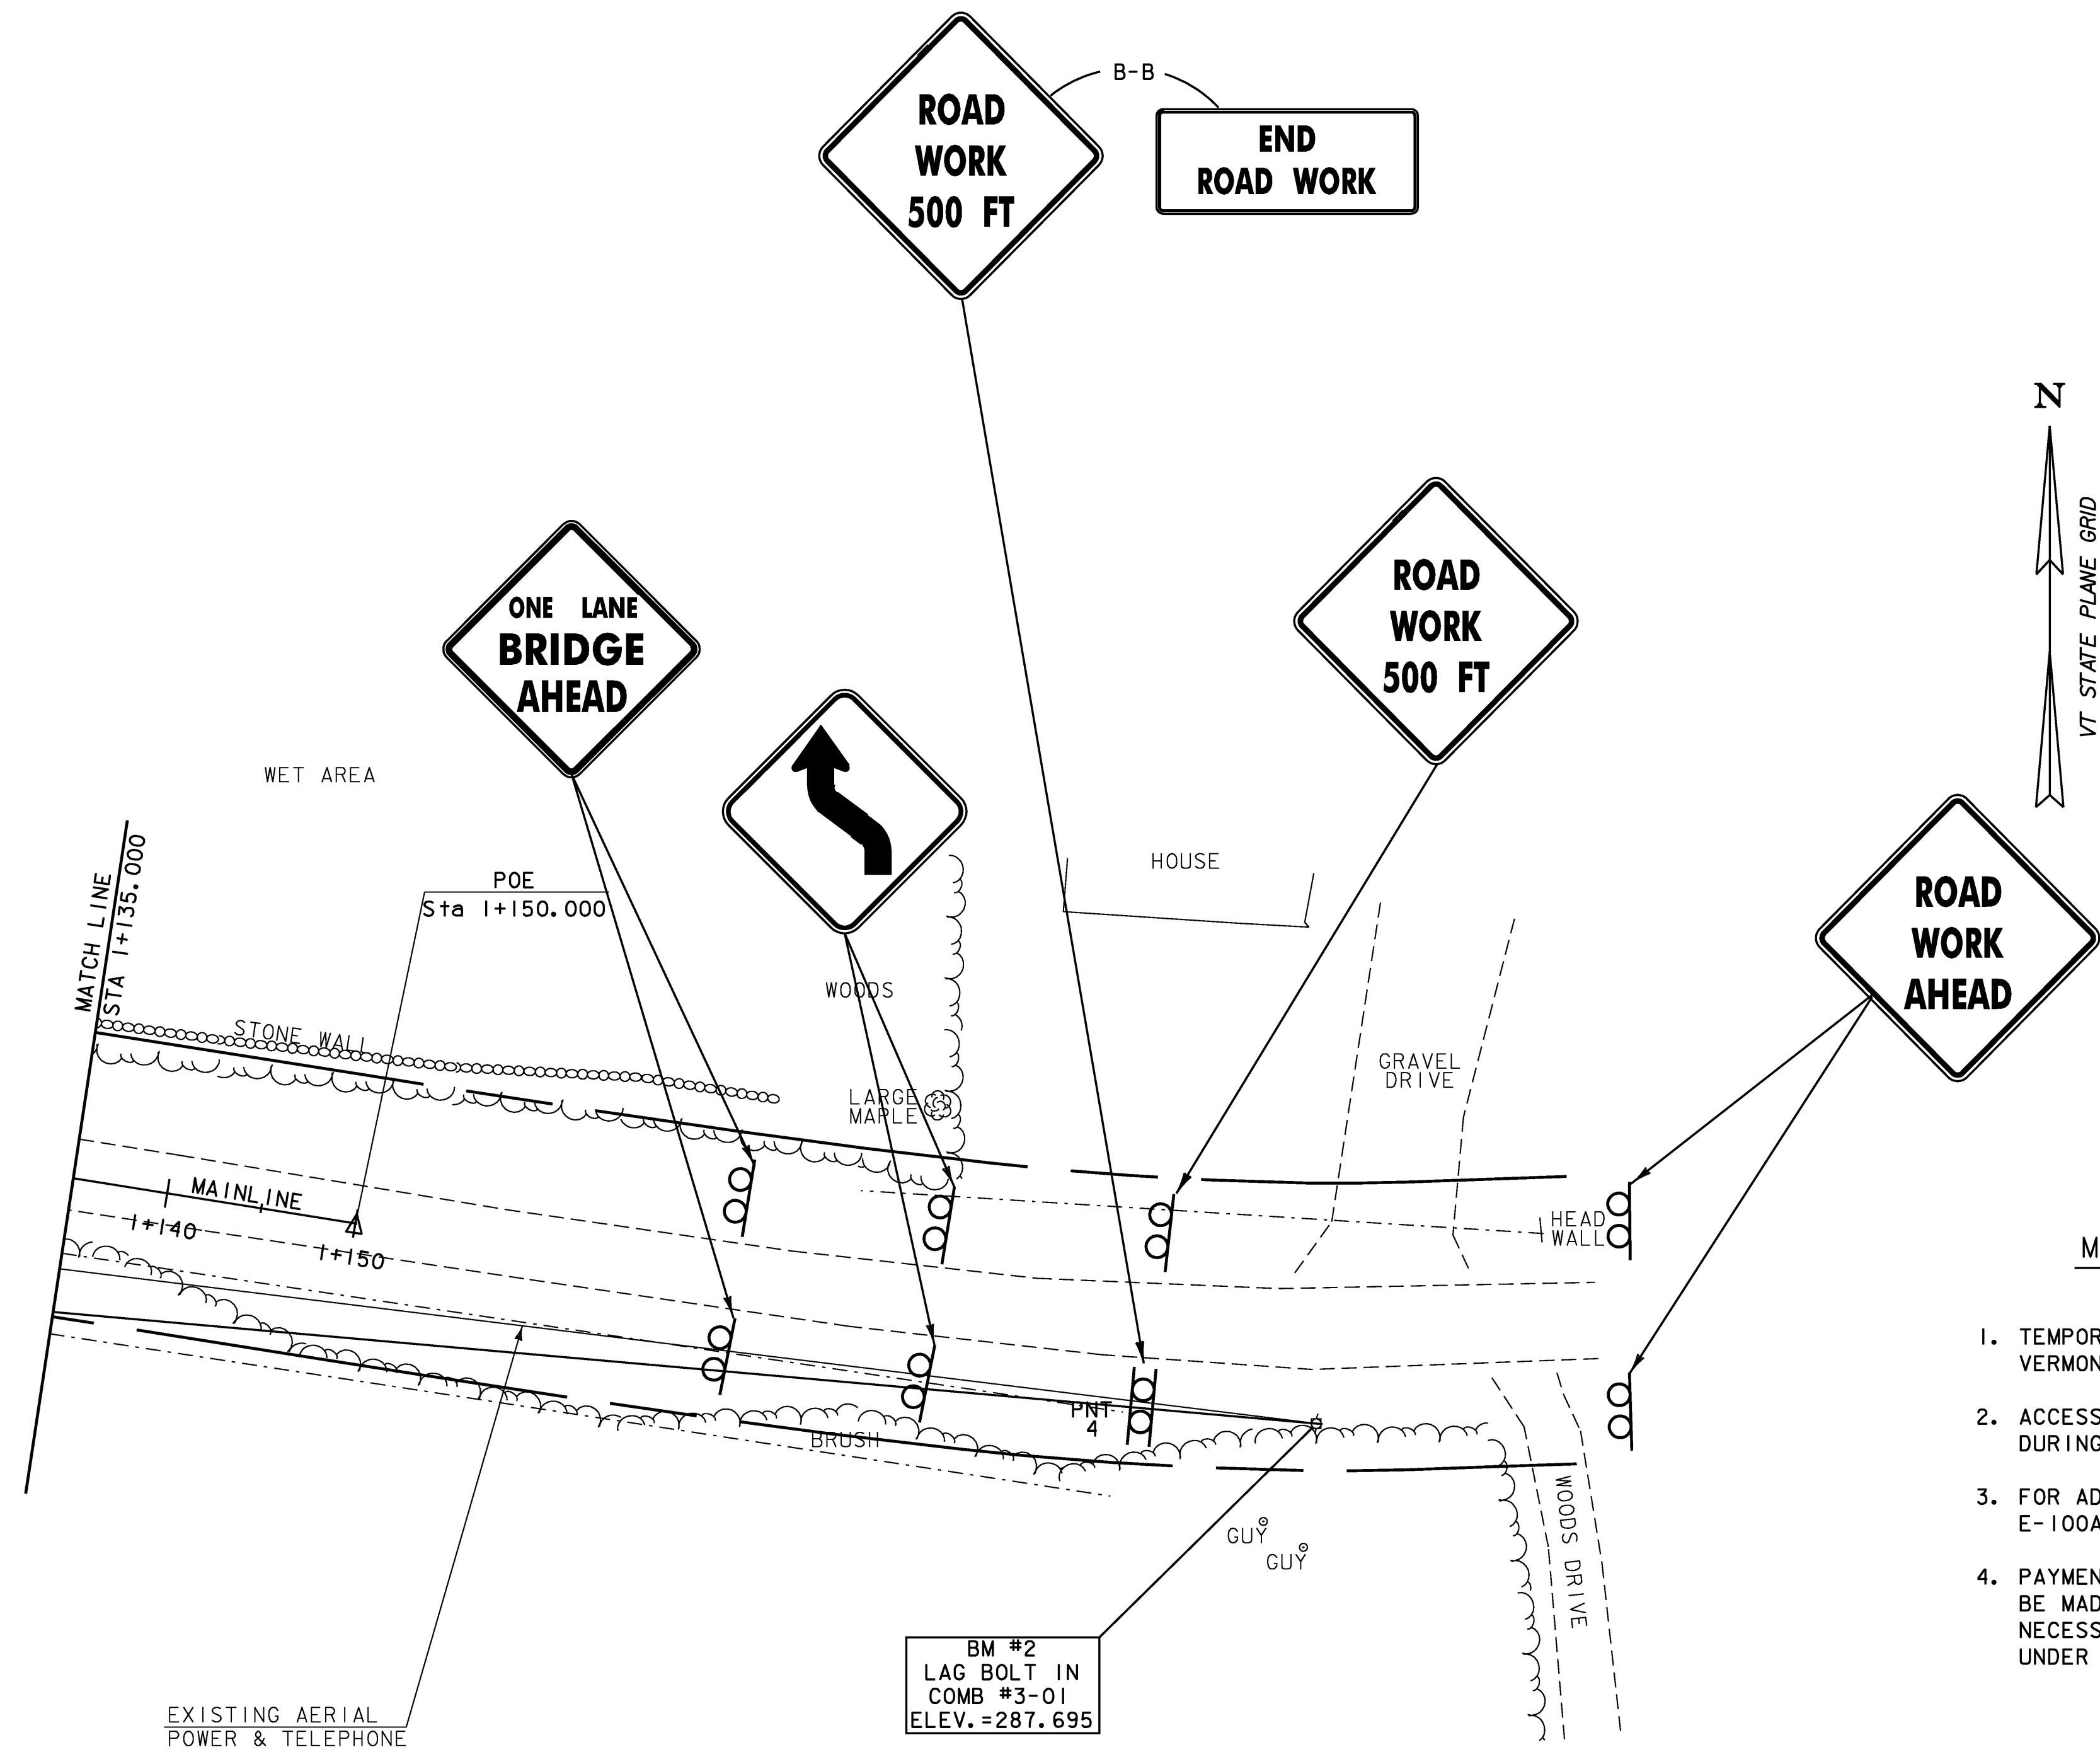 B-B
ROAD
WORK
500 FT
END
ROAD WORK
N
VT STATE PLANE GRID
ONE LANE
BRIDGE
AHEAD
ROAD
WORK
500 FT
WET AREA
MATCH LINE
STA 1+135.000
POE
Sta 1+150.000
HOUSE
ROAD
WORK
AHEAD
WOODS
STONE WALL
LARGE
MAPLE
GRAVEL
DRIVE
MAINLINE
1+140
1+150
HEAD
WALL
M
1. TEMPOR
VERMON
2. ACCESS
DURING
3. FOR AD
E-100A
4. PAYMEN
BE MAD
NECESS
UNDER
PNT
4
BRUSH
GUY
GUY
WOODS DRIVE
BM #2
LAG BOLT IN
COMB #3-01
ELEV.=287.695
EXISTING AERIAL
POWER & TELEPHONE